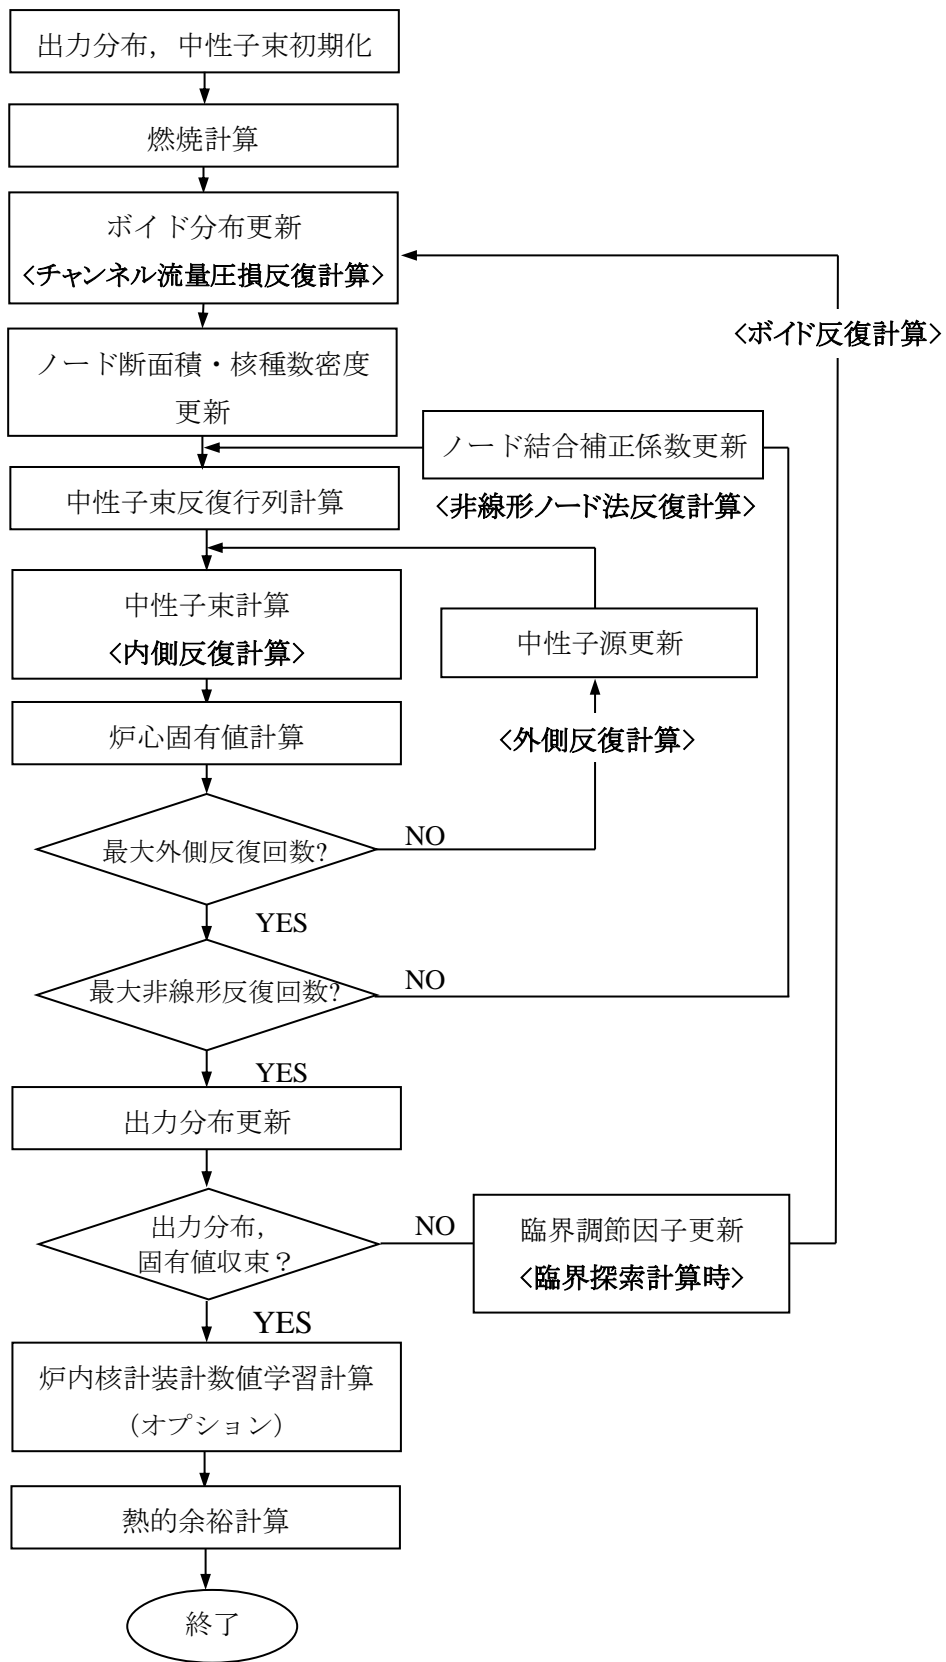 出力分布，中性子束初期化
燃焼計算
ボイド分布更新
<チャンネル流量圧損反復計算>
<ボイド反復計算>
ノード断面積・核種数密度
更新
ノード結合補正係数更新
<非線形ノード法反復計算>
中性子束反復行列計算
中性子束計算
<内側反復計算>
中性子源更新
炉心固有値計算
<外側反復計算>
最大外側反復回数?
NO
YES
最大非線形反復回数?
NO
YES
出力分布更新
出力分布，
固有値収束？
NO
臨界調節因子更新
<臨界探索計算時>
YES
炉内核計装計数値学習計算
（オプション）
熱的余裕計算
終了